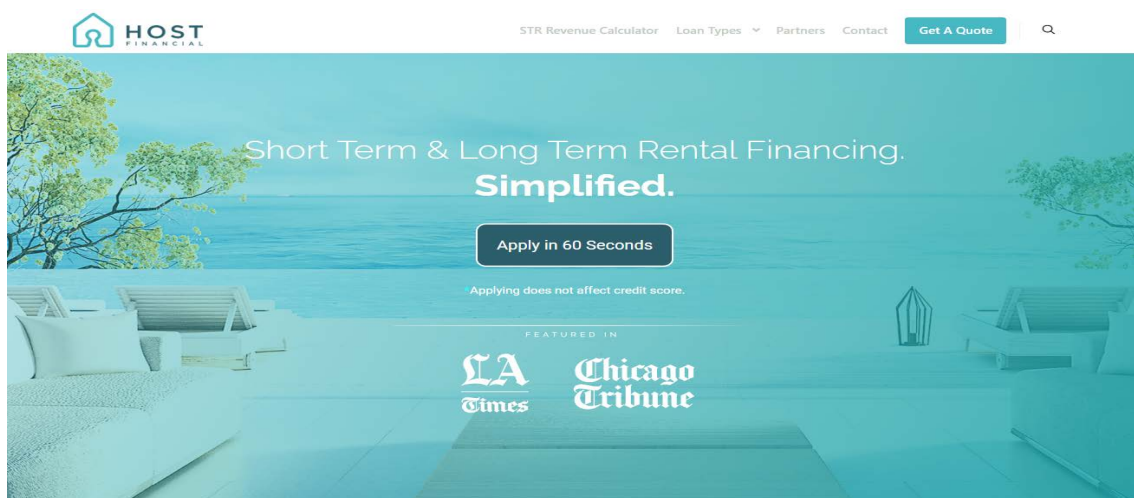 HOST
FINANCIAL
STR Revenue Calculator Loan Types Partners Contact Get A Quote
Short Term & Long Term Rental Financing.
Simplified.
Apply in 60 Seconds
*Applying does not affect credit score.
FEATURED IN
LA Times
Chicago Tribune